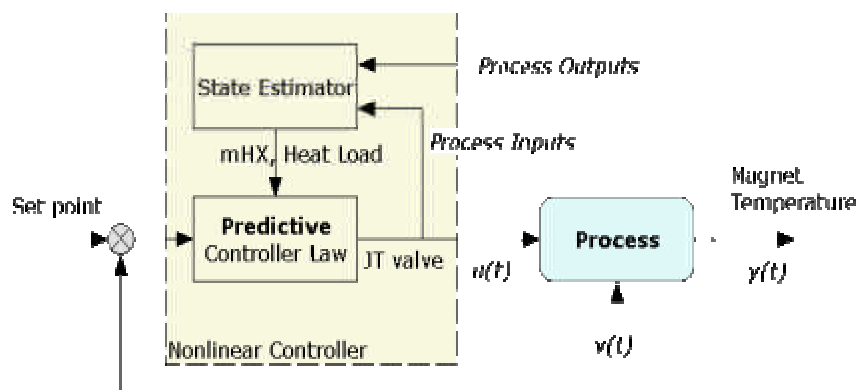 State Estimator
Process Outputs
Process Inputs
mHX, Heat Load
Set point
Predictive
Controller Law
JT valve
u(t)
Process
Magnet
Temperature
y(t)
v(t)
Nonlinear Controller